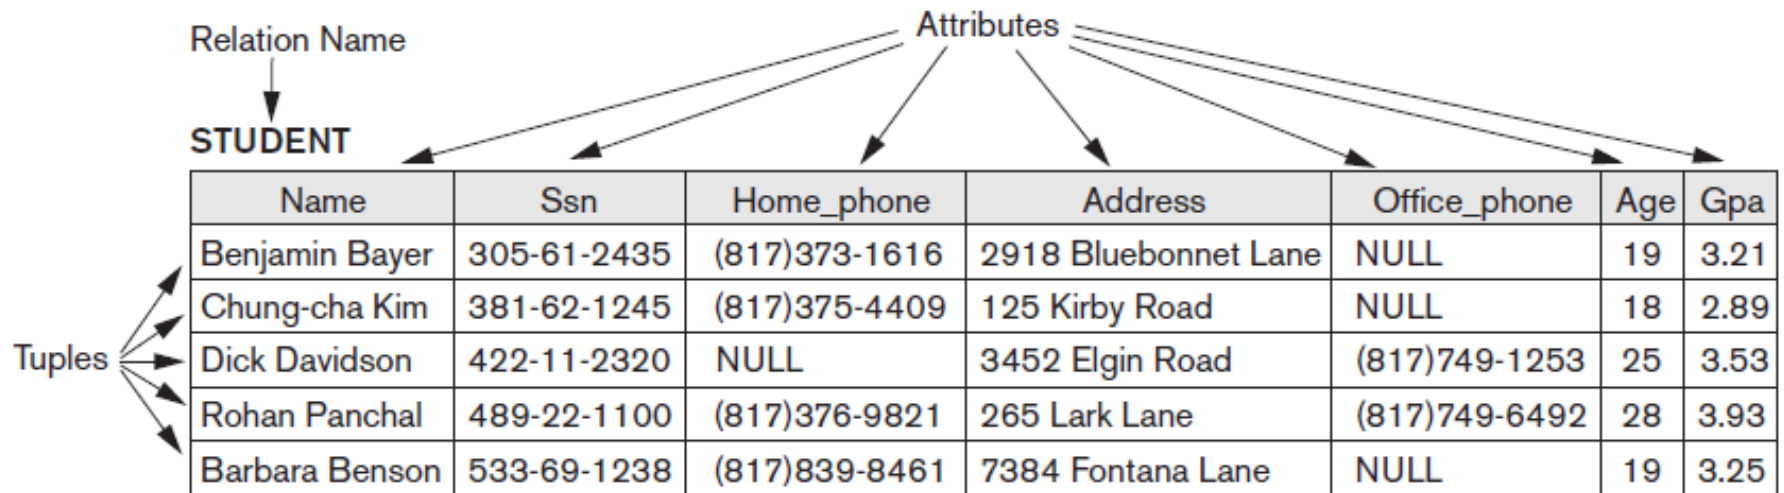 Attributes
Relation Name
STUDENT
Name Ssn Home_phone Address Office_phone Age Gpa
Benjamin Bayer 305-61-2435 (817)373-1616 2918 Bluebonnet Lane NULL 19 3.21
Chung-cha Kim 381-62-1245 (817)375-4409 125 Kirby Road NULL 18 2.89
Tuples Dick Davidson 422-11-2320 NULL 3452 Elgin Road (817)749-1253 25 3.53
Rohan Panchal 489-22-1100 (817)376-9821 265 Lark Lane (817)749-6492 28 3.93
Barbara Benson 533-69-1238 (817)839-8461 7384 Fontana Lane NULL 19 3.25